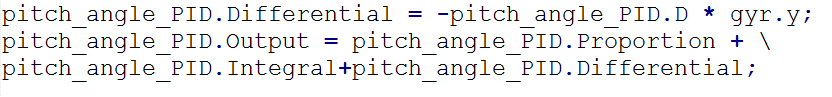 pitch_angle_PID.Differential = -pitch_angle_PID.D * gyr.y;
pitch_angle_PID.Output = pitch_angle_PID.Proportion + \
pitch_angle_PID.Integral+pitch_angle_PID.Differential;